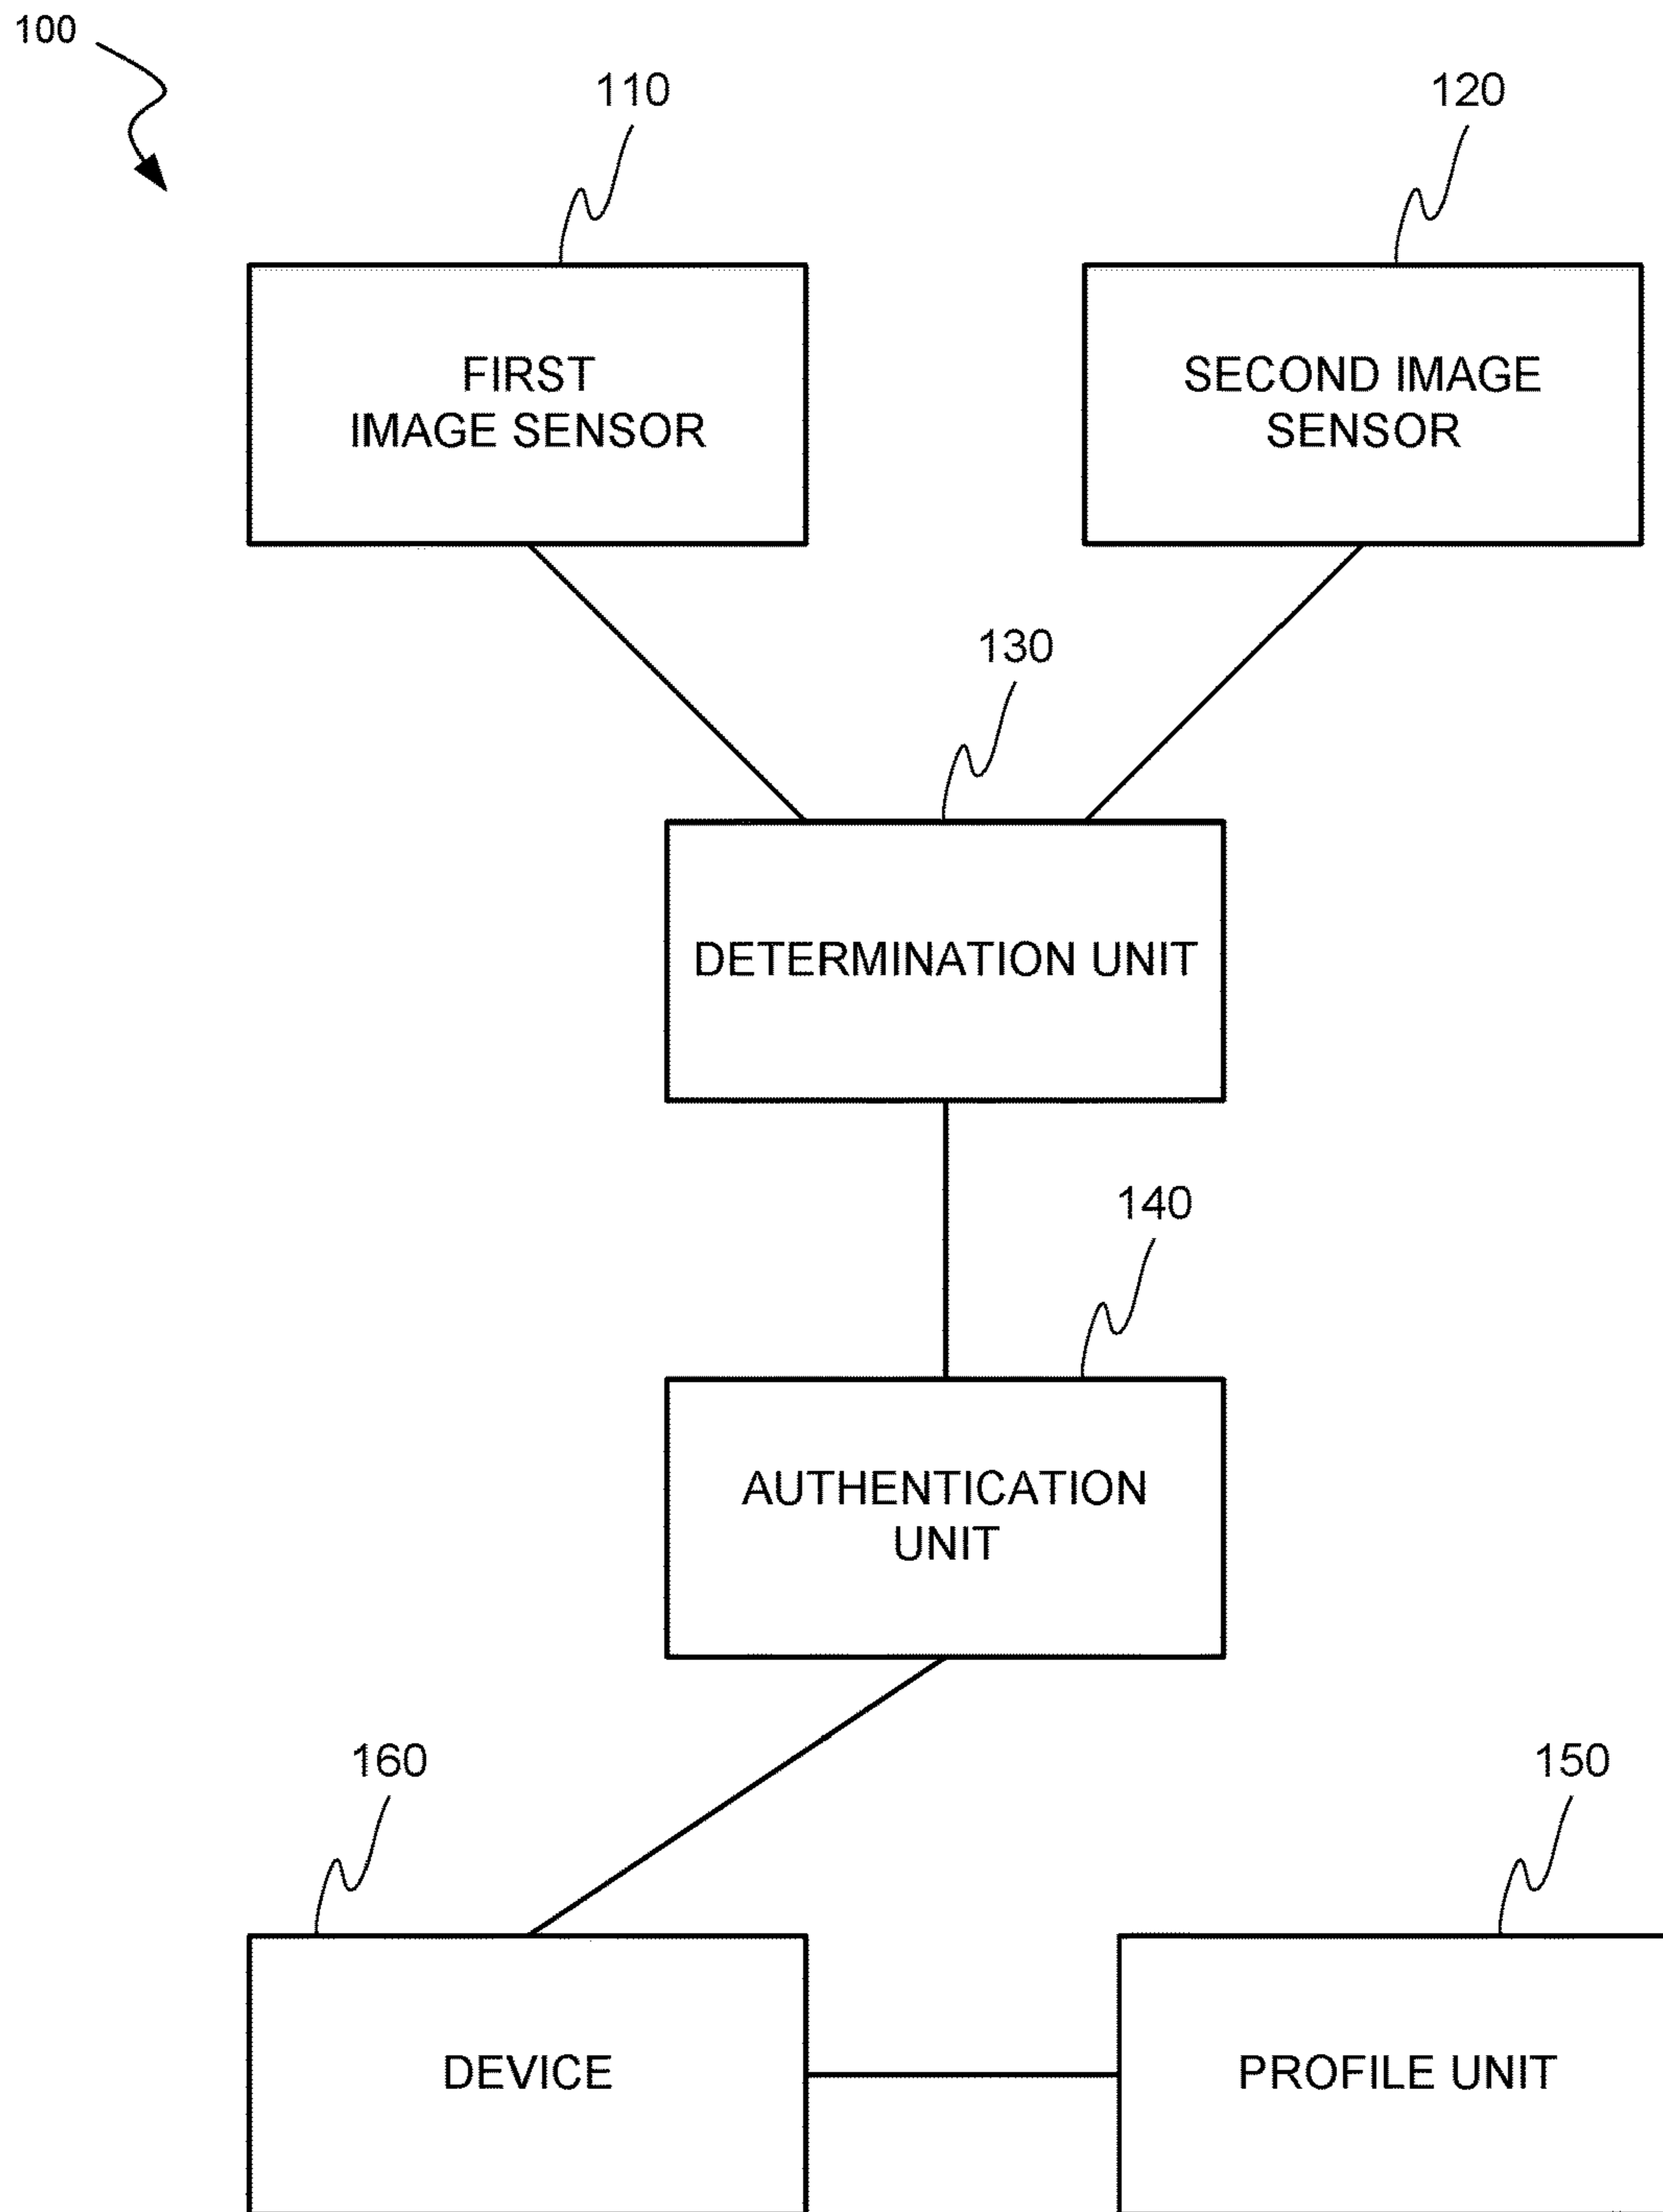 100
110
120
FIRST
IMAGE SENSOR
SECOND IMAGE
SENSOR
130
DETERMINATION UNIT
140
AUTHENTICATION
UNIT
160
150
DEVICE
PROFILE UNIT